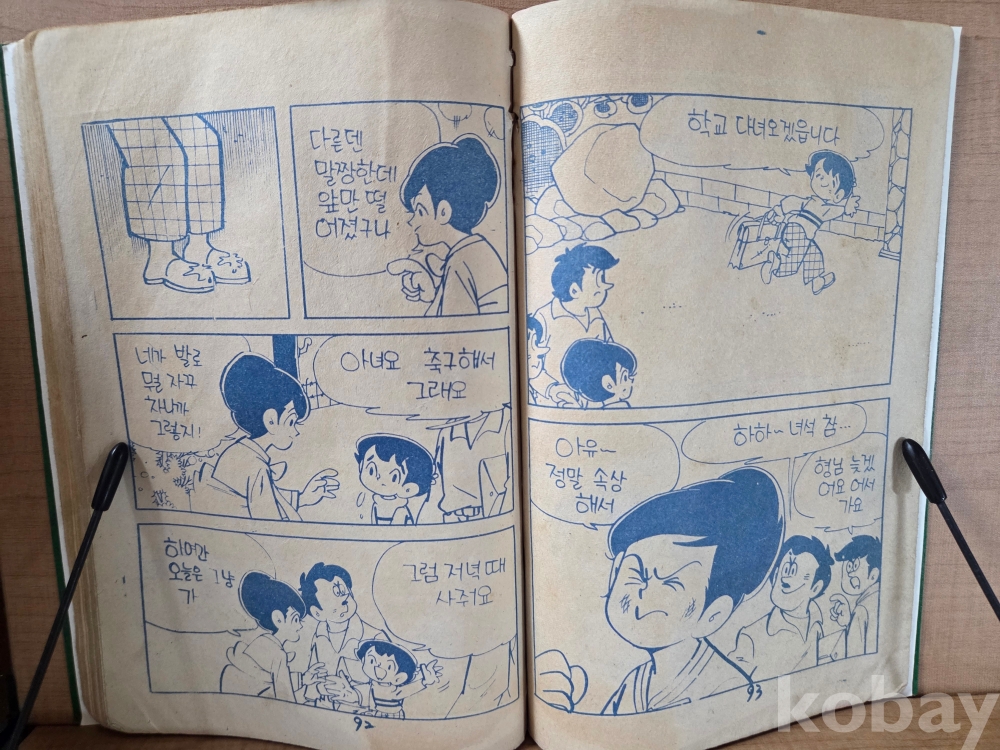 다른덴
말짱한데
앞만 떨
어졌구나
네가 발로
뭘 자꾸
차니까
그렇지!
아녀요 축구해서
그래요
하여간
오늘은 그냥
가
그럼 저녁때
사줘요
92
학교 다녀오겠읍니다
아유~
정말 속상
해서
하하~ 녀석 참...
형님 늦겠
어요 어서
가요
93
kobay